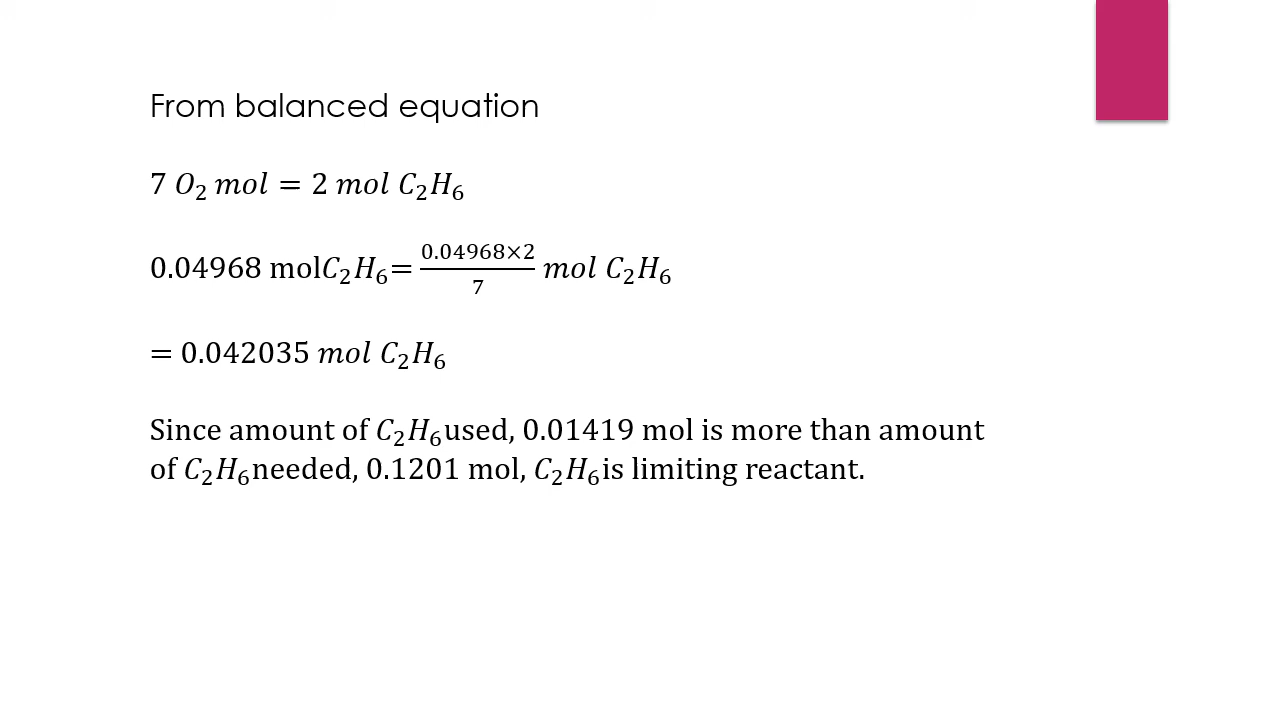 From balanced equation
7 O₂ mol = 2 mol C₂H₆
0.04968 molC₂H₆= \frac{0.04968×2}{7} mol C₂H₆
= 0.042035 mol C₂H₆
Since amount of C₂H₆used, 0.01419 mol is more than amount
of C₂H₆needed, 0.1201 mol, C₂H₆is limiting reactant.